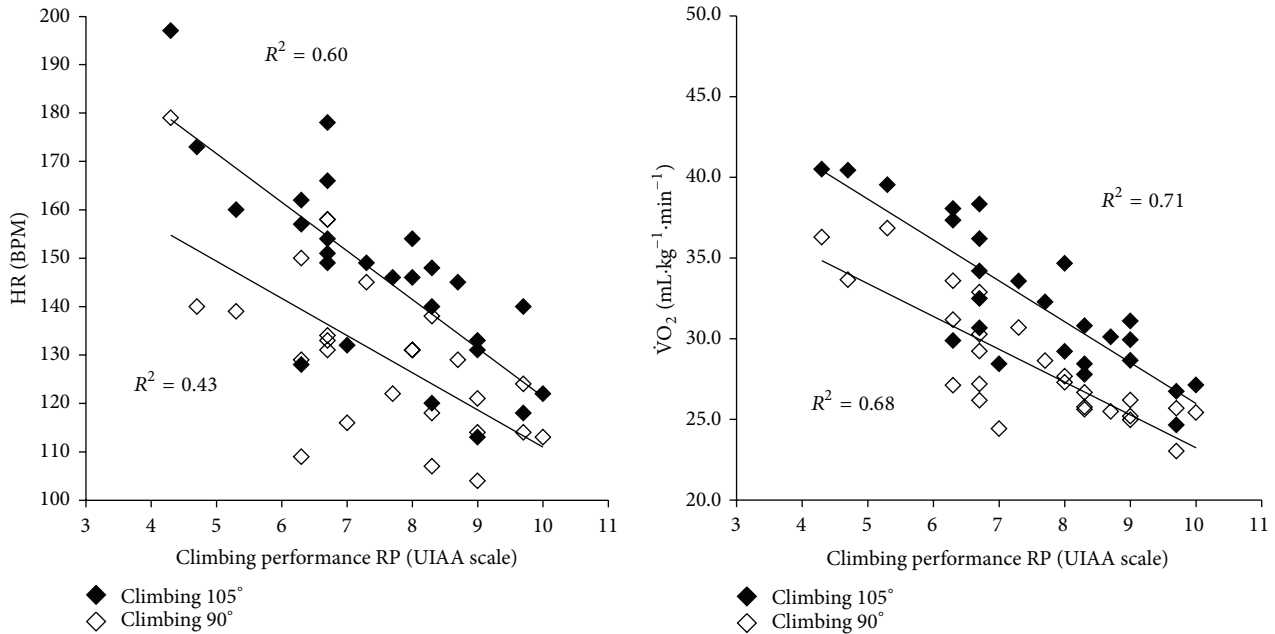 200
190
180
170
160
150
140
130
120
110
100
HR (BPM)
R² = 0.60
R² = 0.43
3 4 5 6 7 8 9 10 11
Climbing performance RP (UIAA scale)
Climbing 105°
Climbing 90°
50.0
45.0
40.0
35.0
30.0
25.0
20.0
V̇O₂ (mL·kg⁻¹·min⁻¹)
R² = 0.71
R² = 0.68
3 4 5 6 7 8 9 10 11
Climbing performance RP (UIAA scale)
Climbing 105°
Climbing 90°